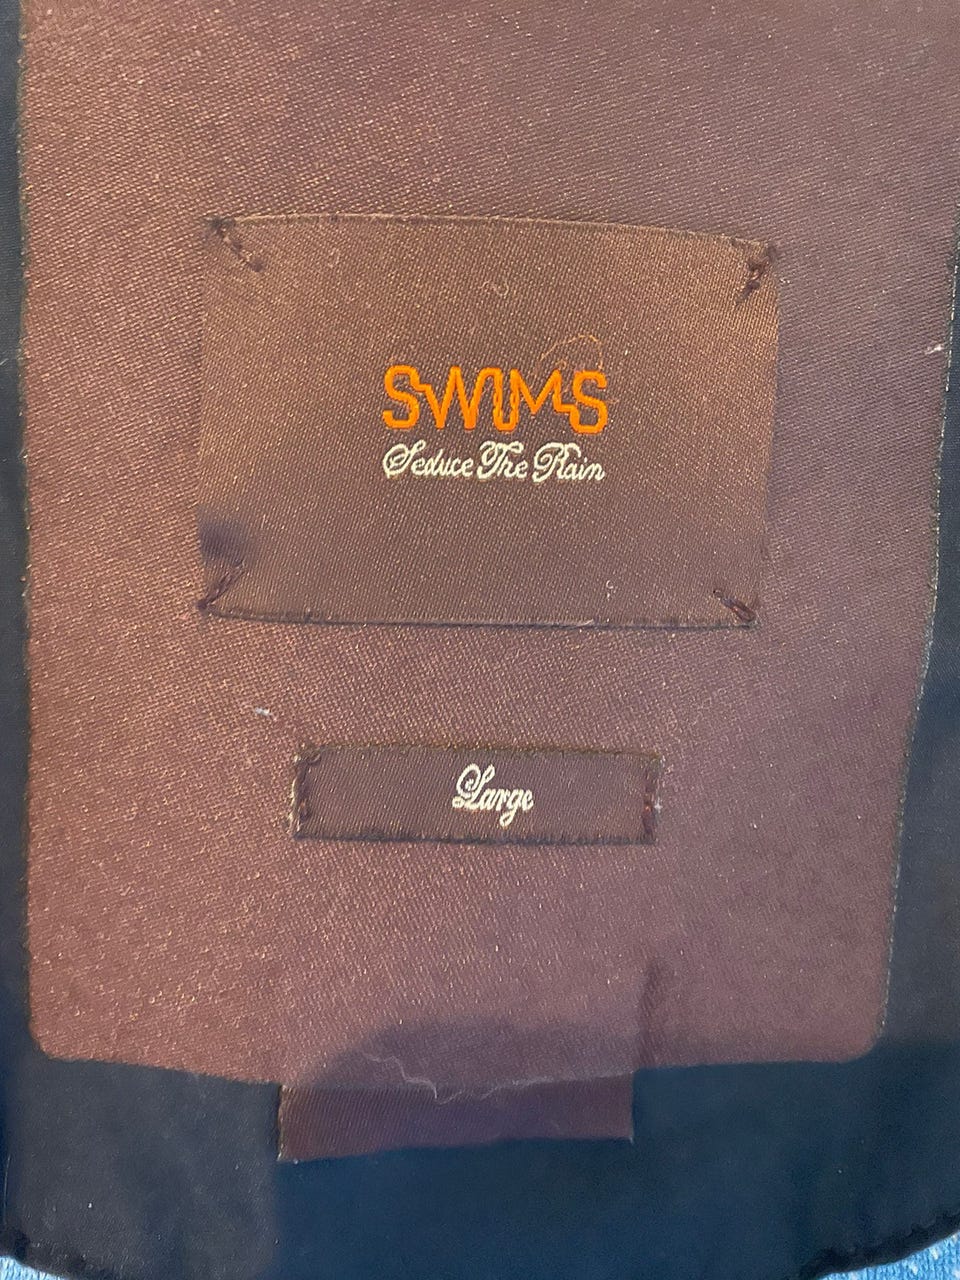 SWIMS
Seduce The Rain
Large